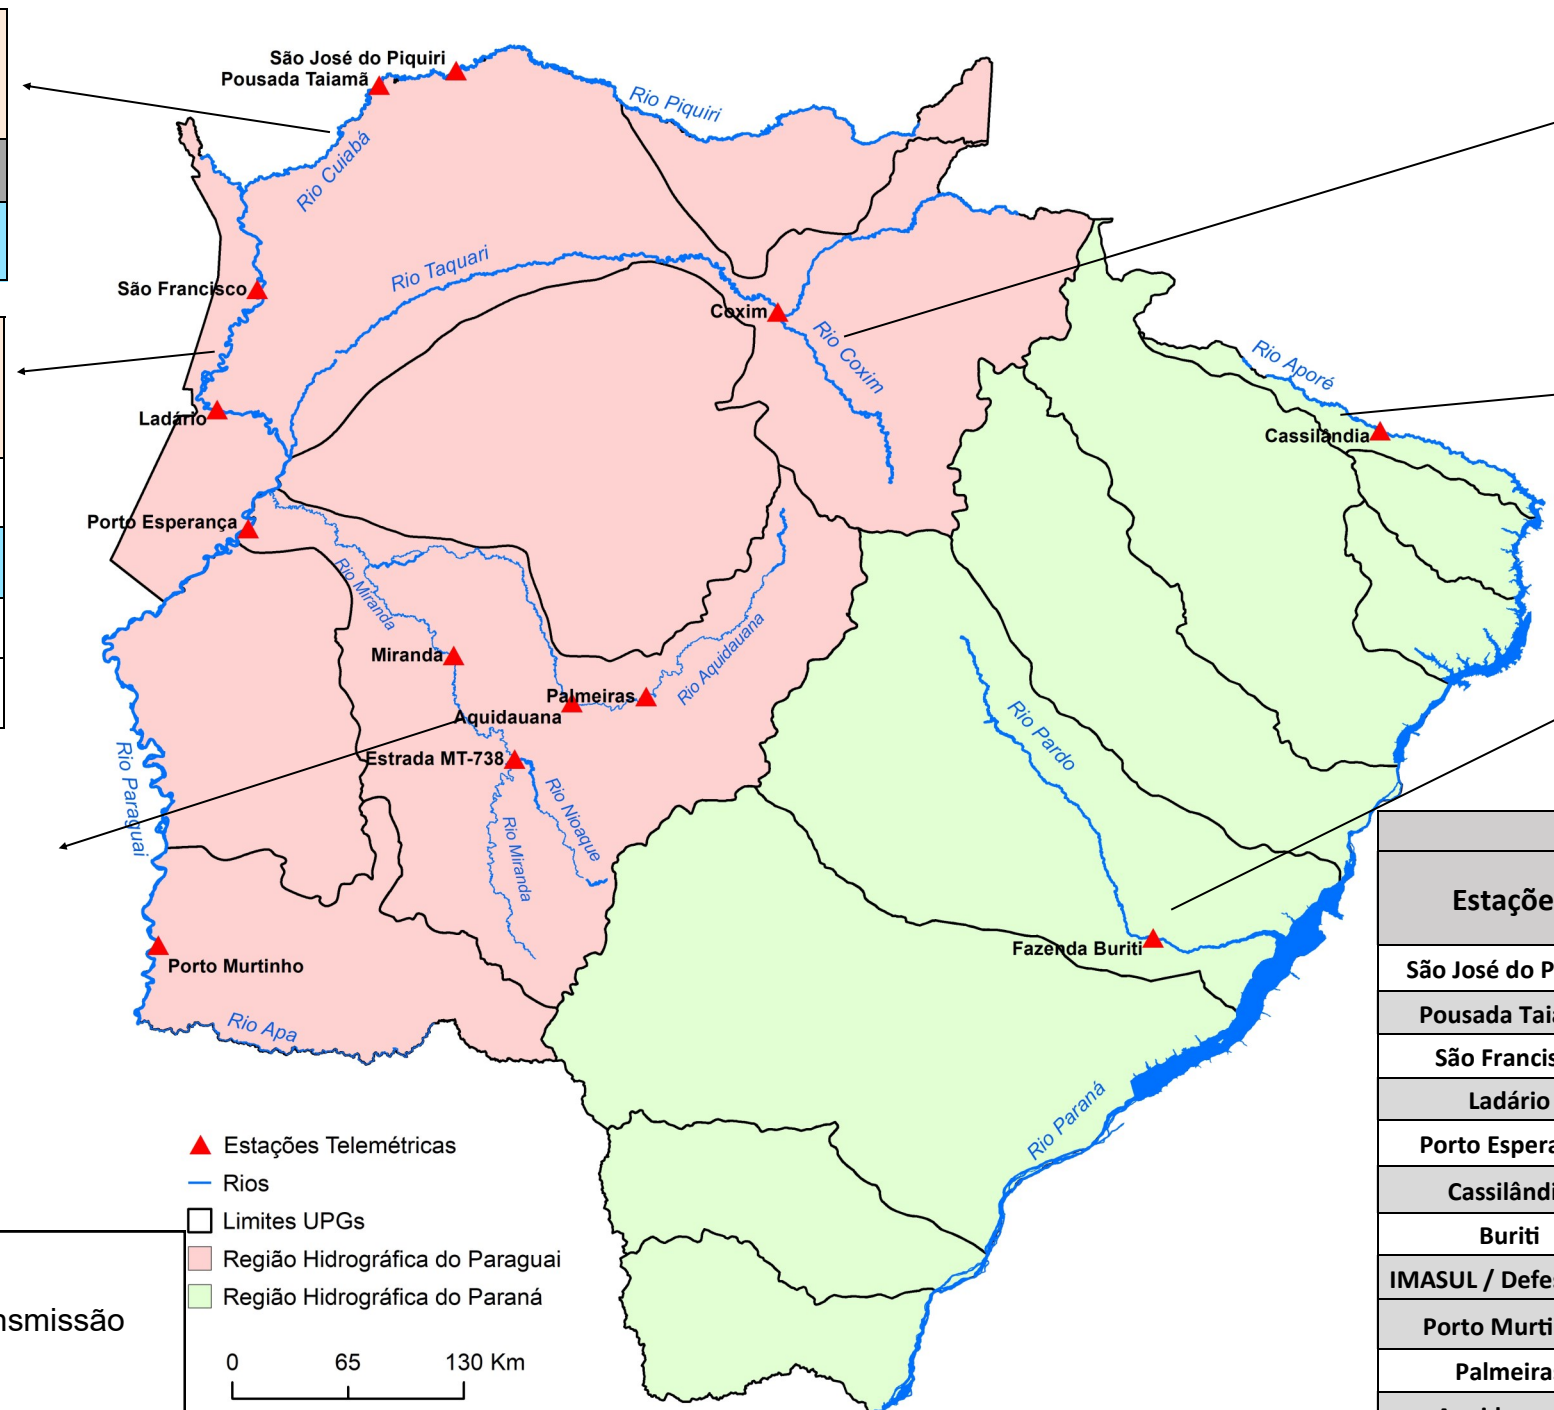 São José do Piquiri
Pousada Taiamã
Rio Piquiri
Rio Cuiabá
Rio Taquari
São Francisco
Coxim
Rio Coxim
Rio Aporé
Ladário
Cassilândia
Porto Esperança
Rio Miranda
Rio Aquidauana
Miranda
Palmeiras
Aquidauana
Rio Pardo
Estrada MT-738
Rio Paraguai
Rio Nioaque
Rio Miranda
Fazenda Buriti
Porto Murtinho
Rio Apa
Rio Paraná
Estações Telemétricas
Rios
Limites UPGs
Região Hidrográfica do Paraguai
Região Hidrográfica do Paraná
0 65 130 Km
nsmissão
Estaçõe
São José do P
Pousada Tai
São Francis
Ladário
Porto Espera
Cassilândi
Buriti
IMASUL / Defe
Porto Murti
Palmeira